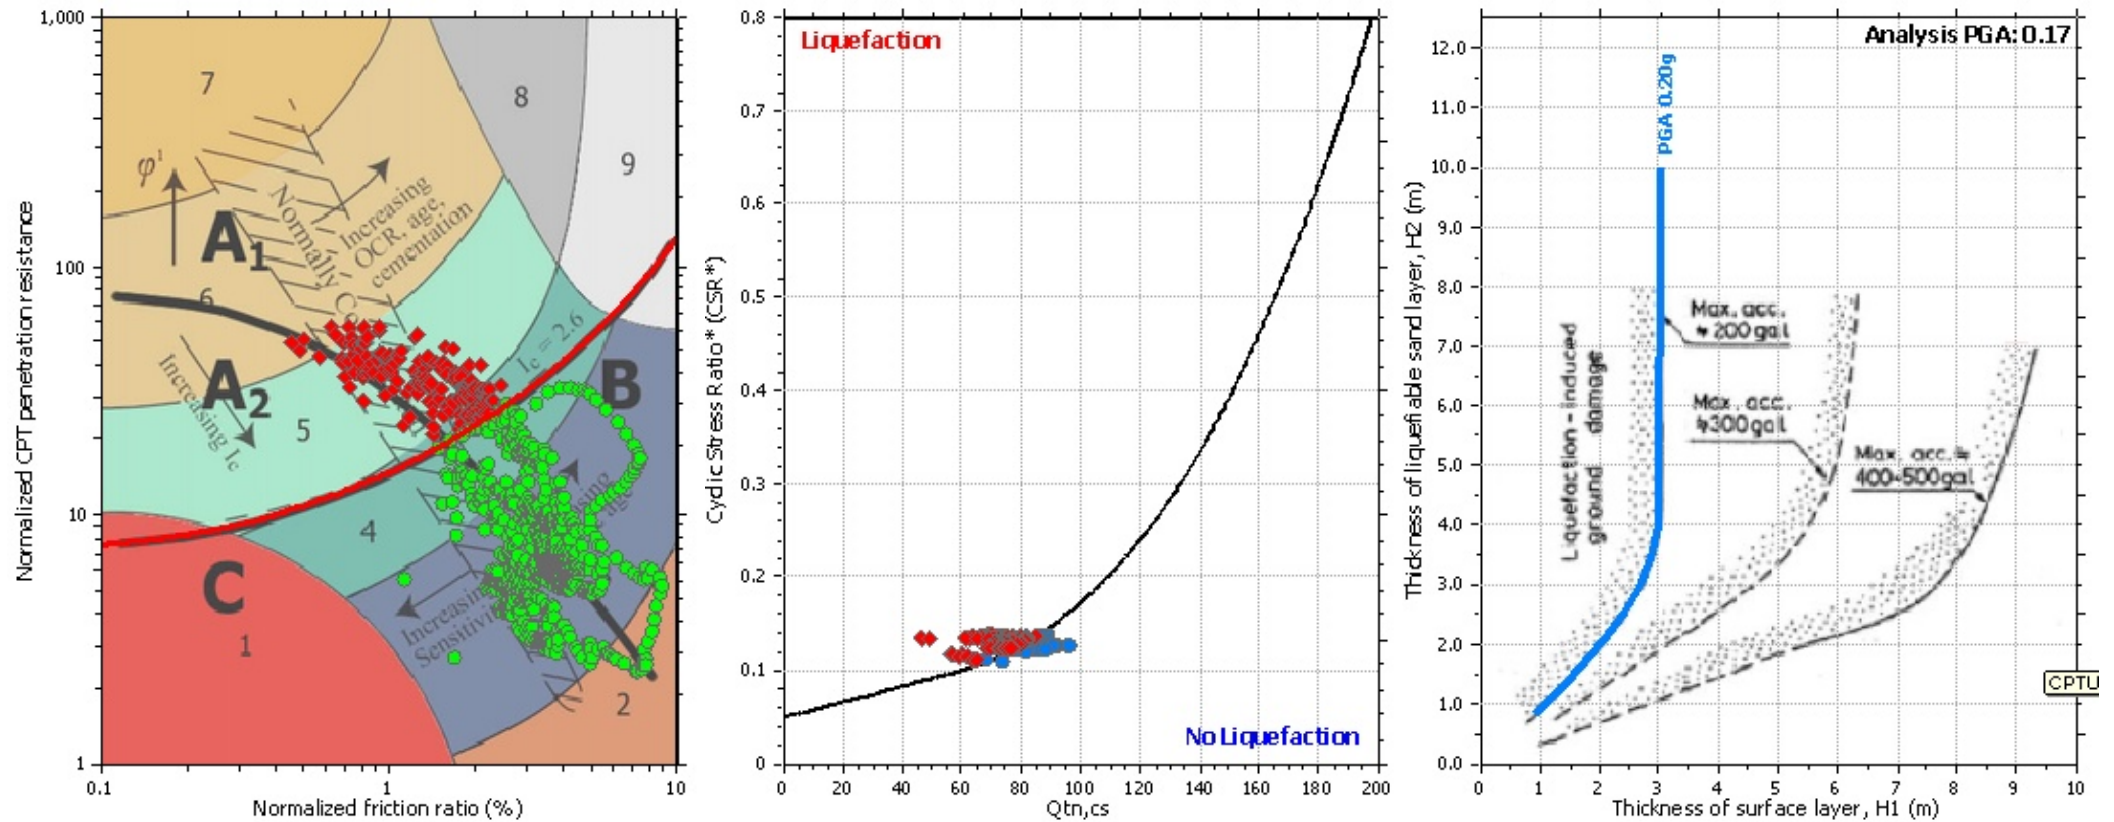 1,000
100
10
1
0.1
1
10
Normalized CPT penetration resistance
Normalized friction ratio (%)
7
8
9
φ'
A1
Increasing
OCR, age,
cementation
Normally Co
6
Ic = 2.6
Increasing Ic
A2
5
B
4
C
1
Increasin
Sensitivi
sing
age
2
0.8
0.7
0.6
0.5
0.4
0.3
0.2
0.1
0
0
20
40
60
80
100
120
140
160
180
200
Cyclic Stress Ratio* (CSR*)
Qtn,cs
Liquefaction
No Liquefaction
12.0
11.0
10.0
9.0
8.0
7.0
6.0
5.0
4.0
3.0
2.0
1.0
0.0
0
1
2
3
4
5
6
7
8
9
10
Thickness of liquefiable sand layer, H2 (m)
Thickness of surface layer, H1 (m)
Analysis PGA: 0.17
PGA 0.20g
Liquefaction - induced
ground damage
Max. acc.
200 gal
Max. acc.
300 gal
Max. acc. ≒
400~500gal
CPTU